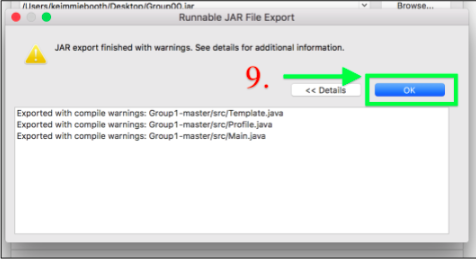 /Users/keimmiebooth/Desktop/Group00.jar
Browse...
Runnable JAR File Export
JAR export finished with warnings. See details for additional information.
9.
<< Details
OK
Exported with compile warnings: Group1-master/src/Template.java
Exported with compile warnings: Group1-master/src/Profile.java
Exported with compile warnings: Group1-master/src/Main.java